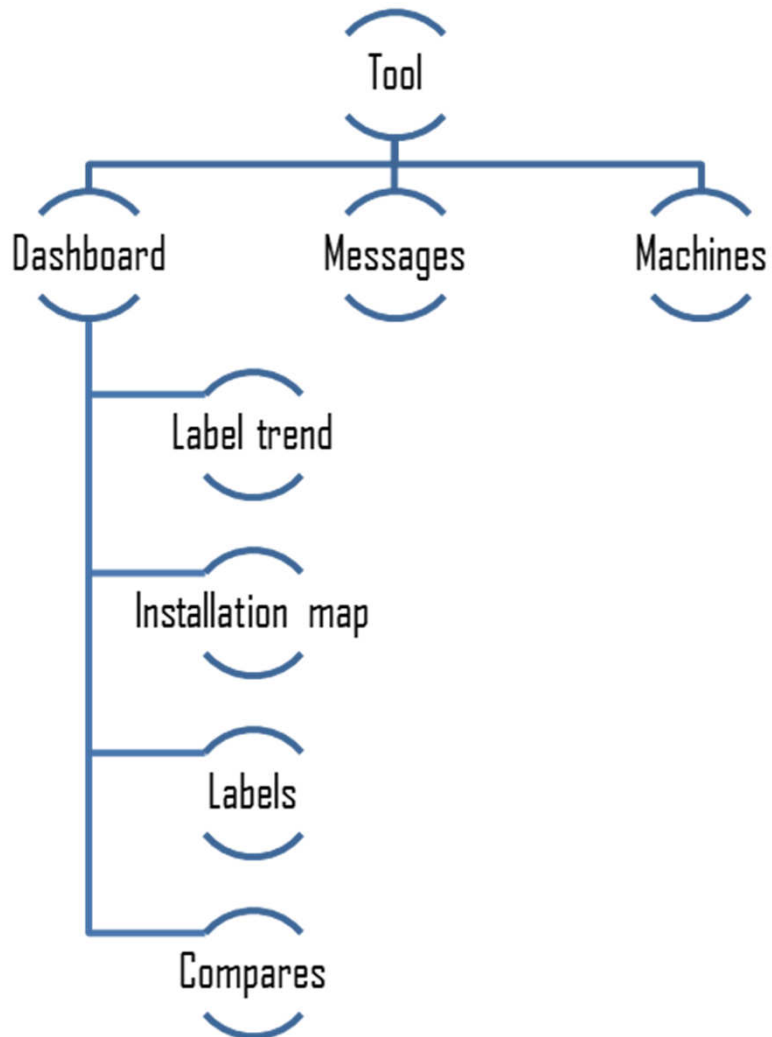 Tool
Dashboard
Messages
Machines
Label trend
Installation map
Labels
Compares